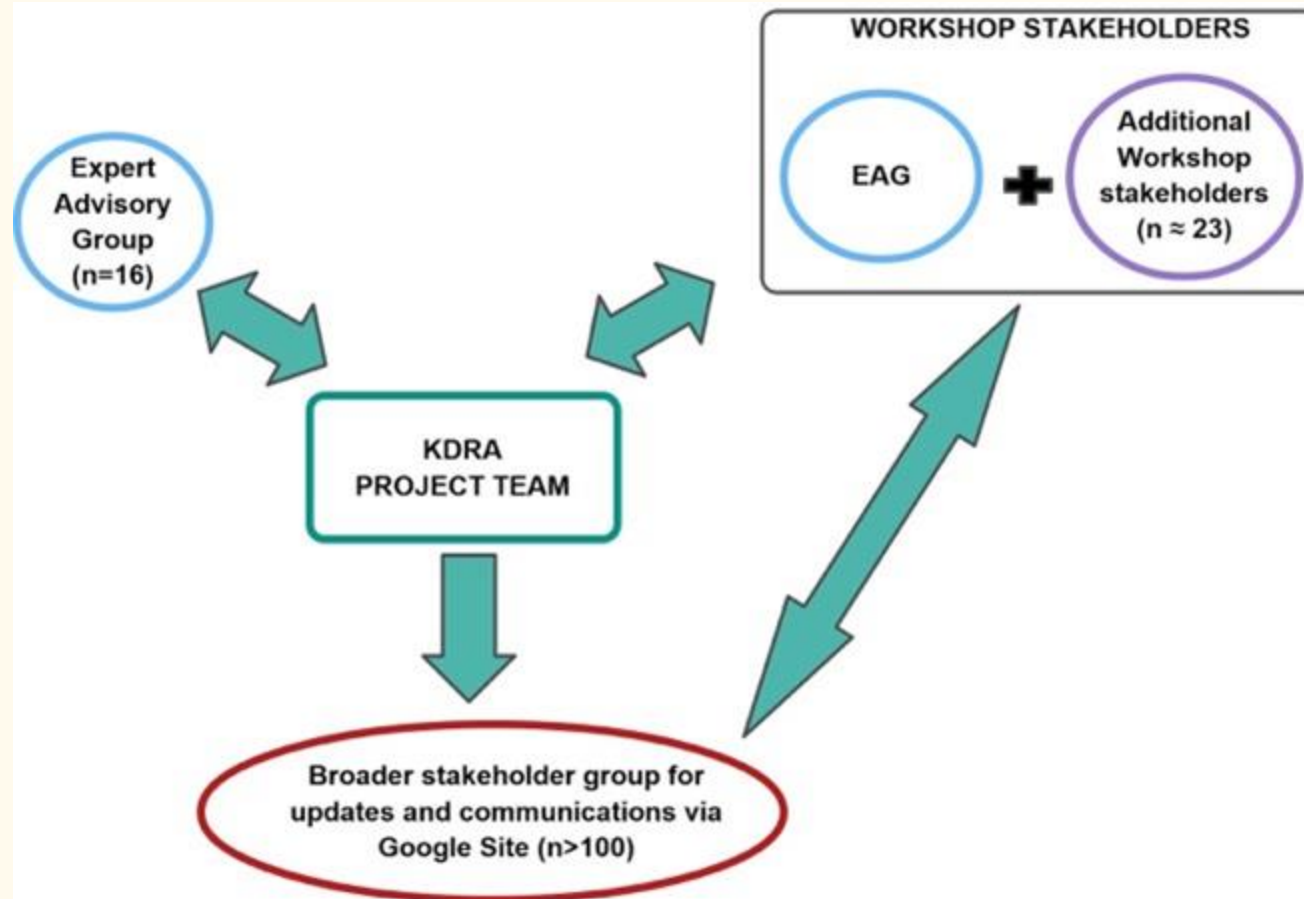 WORKSHOP STAKEHOLDERS
Expert
Advisory
Group
(n=16)
EAG
Additional
Workshop
stakeholders
(n ≈ 23)
KDRA
PROJECT TEAM
Broader stakeholder group for
updates and communications via
Google Site (n>100)